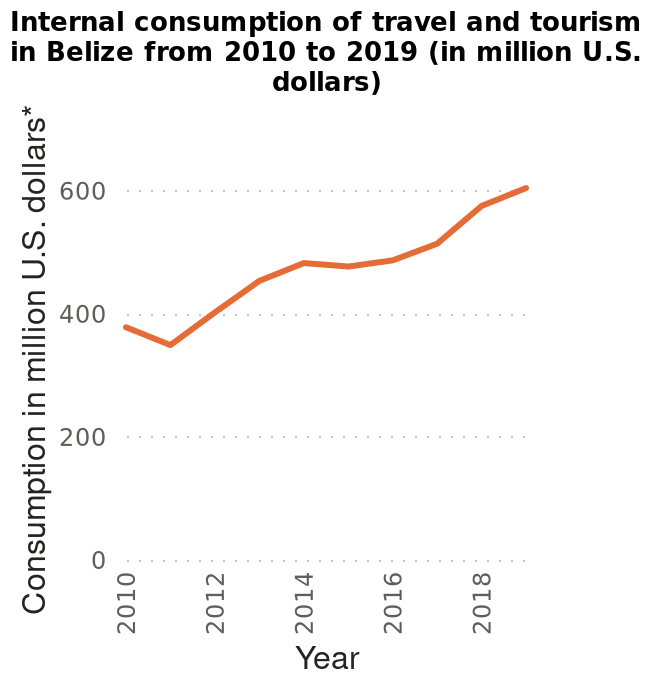 Internal consumption of travel and tourism
in Belize from 2010 to 2019 (in million U.S.
dollars)
Consumption in million U.S. dollars*
600
400
200
0
2010
2012
2014
2016
2018
Year